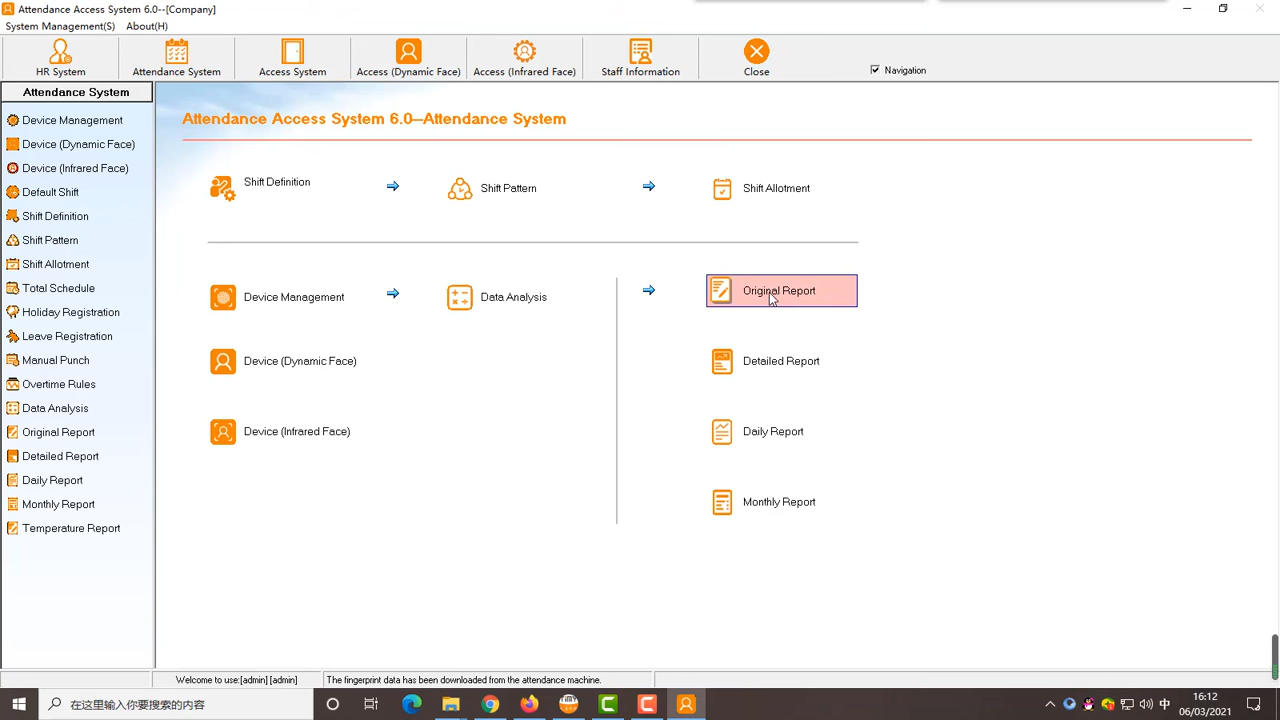 Attendance Access System 6.0--[Company]
System Management(S) About(H)
HR System
Attendance System
Access System
Access (Dynamic Face)
Access (Infrared Face)
Staff Information
Close
Navigation
Attendance System
Device Management
Device (Dynamic Face)
Device (Infrared Face)
Default Shift
Shift Definition
Shift Pattern
Shift Allotment
Total Schedule
Holiday Registration
Leave Registration
Manual Punch
Overtime Rules
Data Analysis
Original Report
Detailed Report
Daily Report
Monthly Report
Temperature Report
Attendance Access System 6.0--Attendance System
Shift Definition
Shift Pattern
Shift Allotment
Device Management
Data Analysis
Original Report
Device (Dynamic Face)
Detailed Report
Device (Infrared Face)
Daily Report
Monthly Report
Welcome to use:[admin] [admin]
The fingerprint data has been downloaded from the attendance machine.
在这里输入你要搜索的内容
中
16:12
06/03/2021